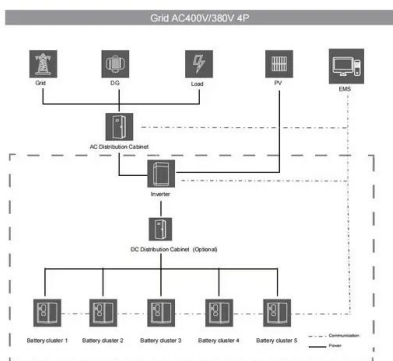 Grid AC400V/380V 4P
Grid
DG
Load
PV
EMS
AC Distribution Cabinet
Inverter
DC Distribution Cabinet (Optional)
Battery cluster 1
Battery cluster 2
Battery cluster 3
Battery cluster 4
Battery cluster 5
Communication
Power